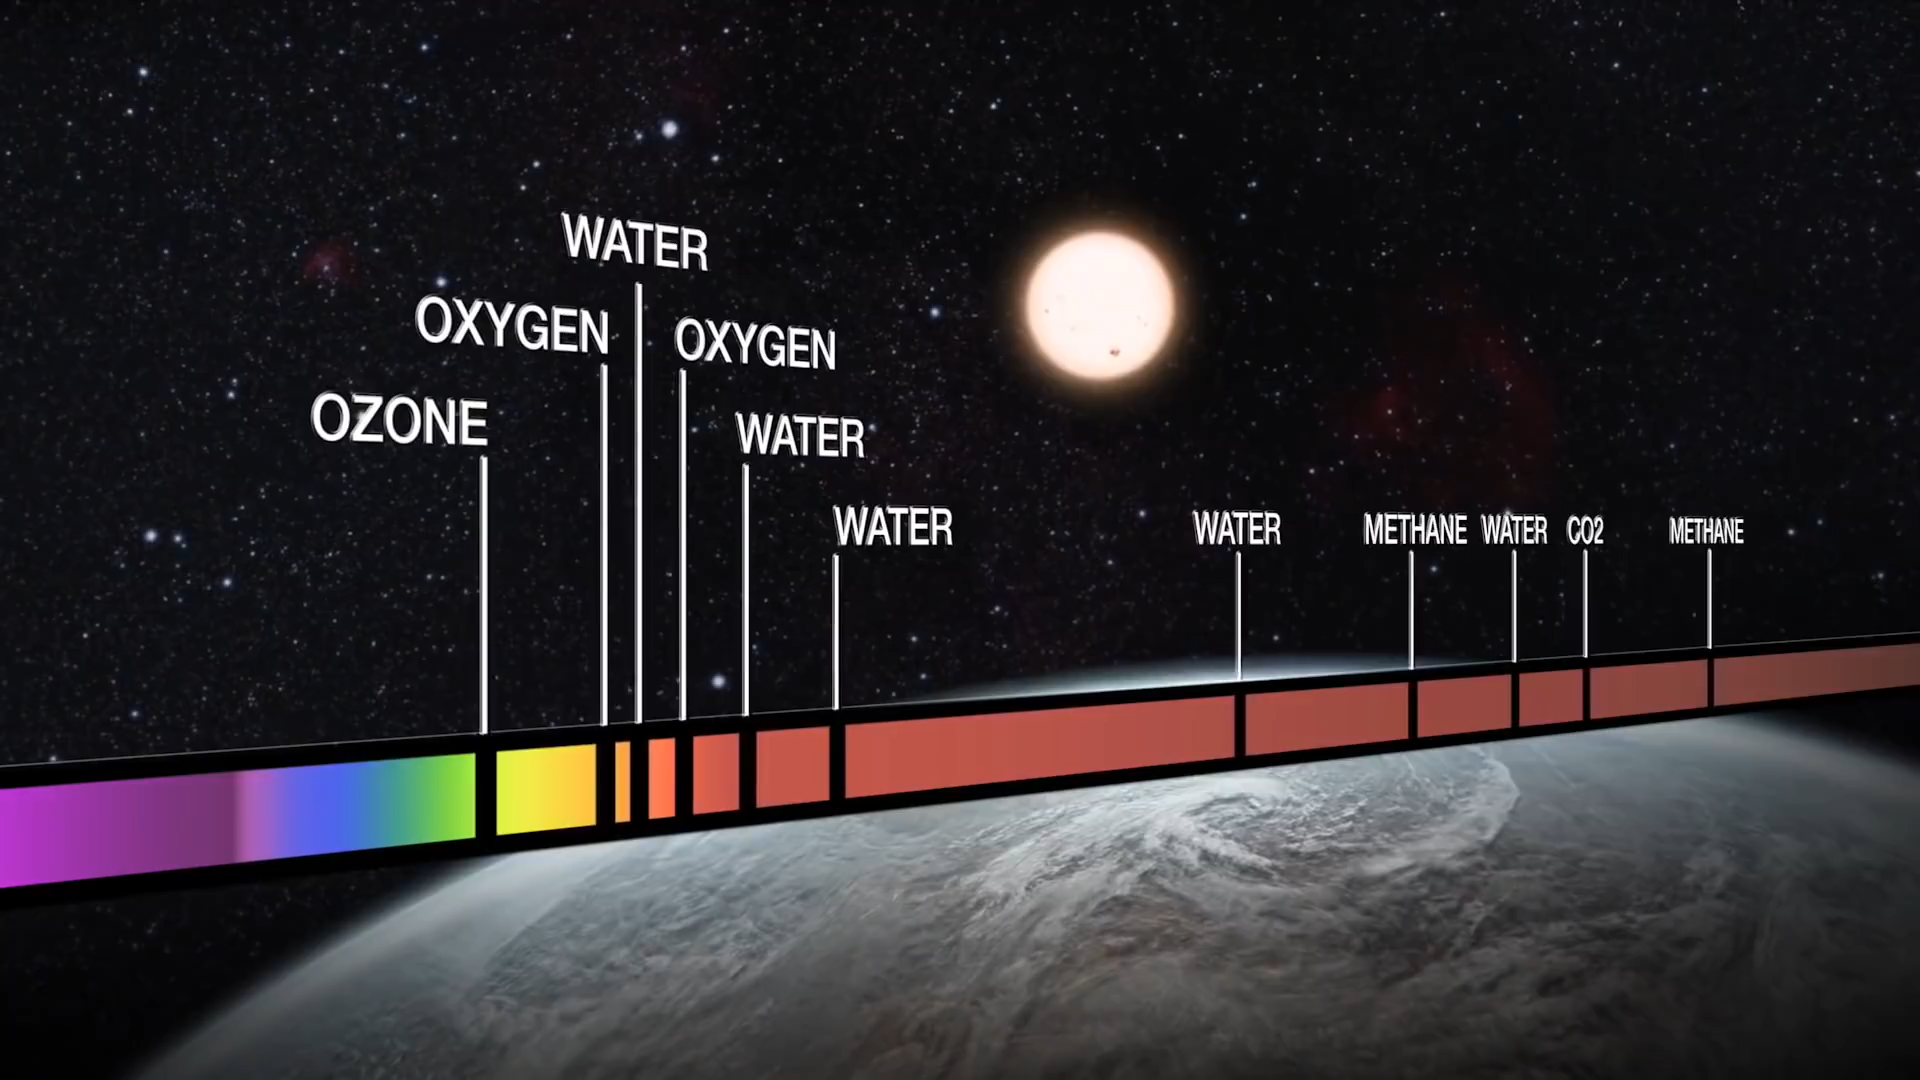 WATER
OXYGEN
OXYGEN
OZONE
WATER
WATER
WATER
METHANE
WATER
CO2
METHANE